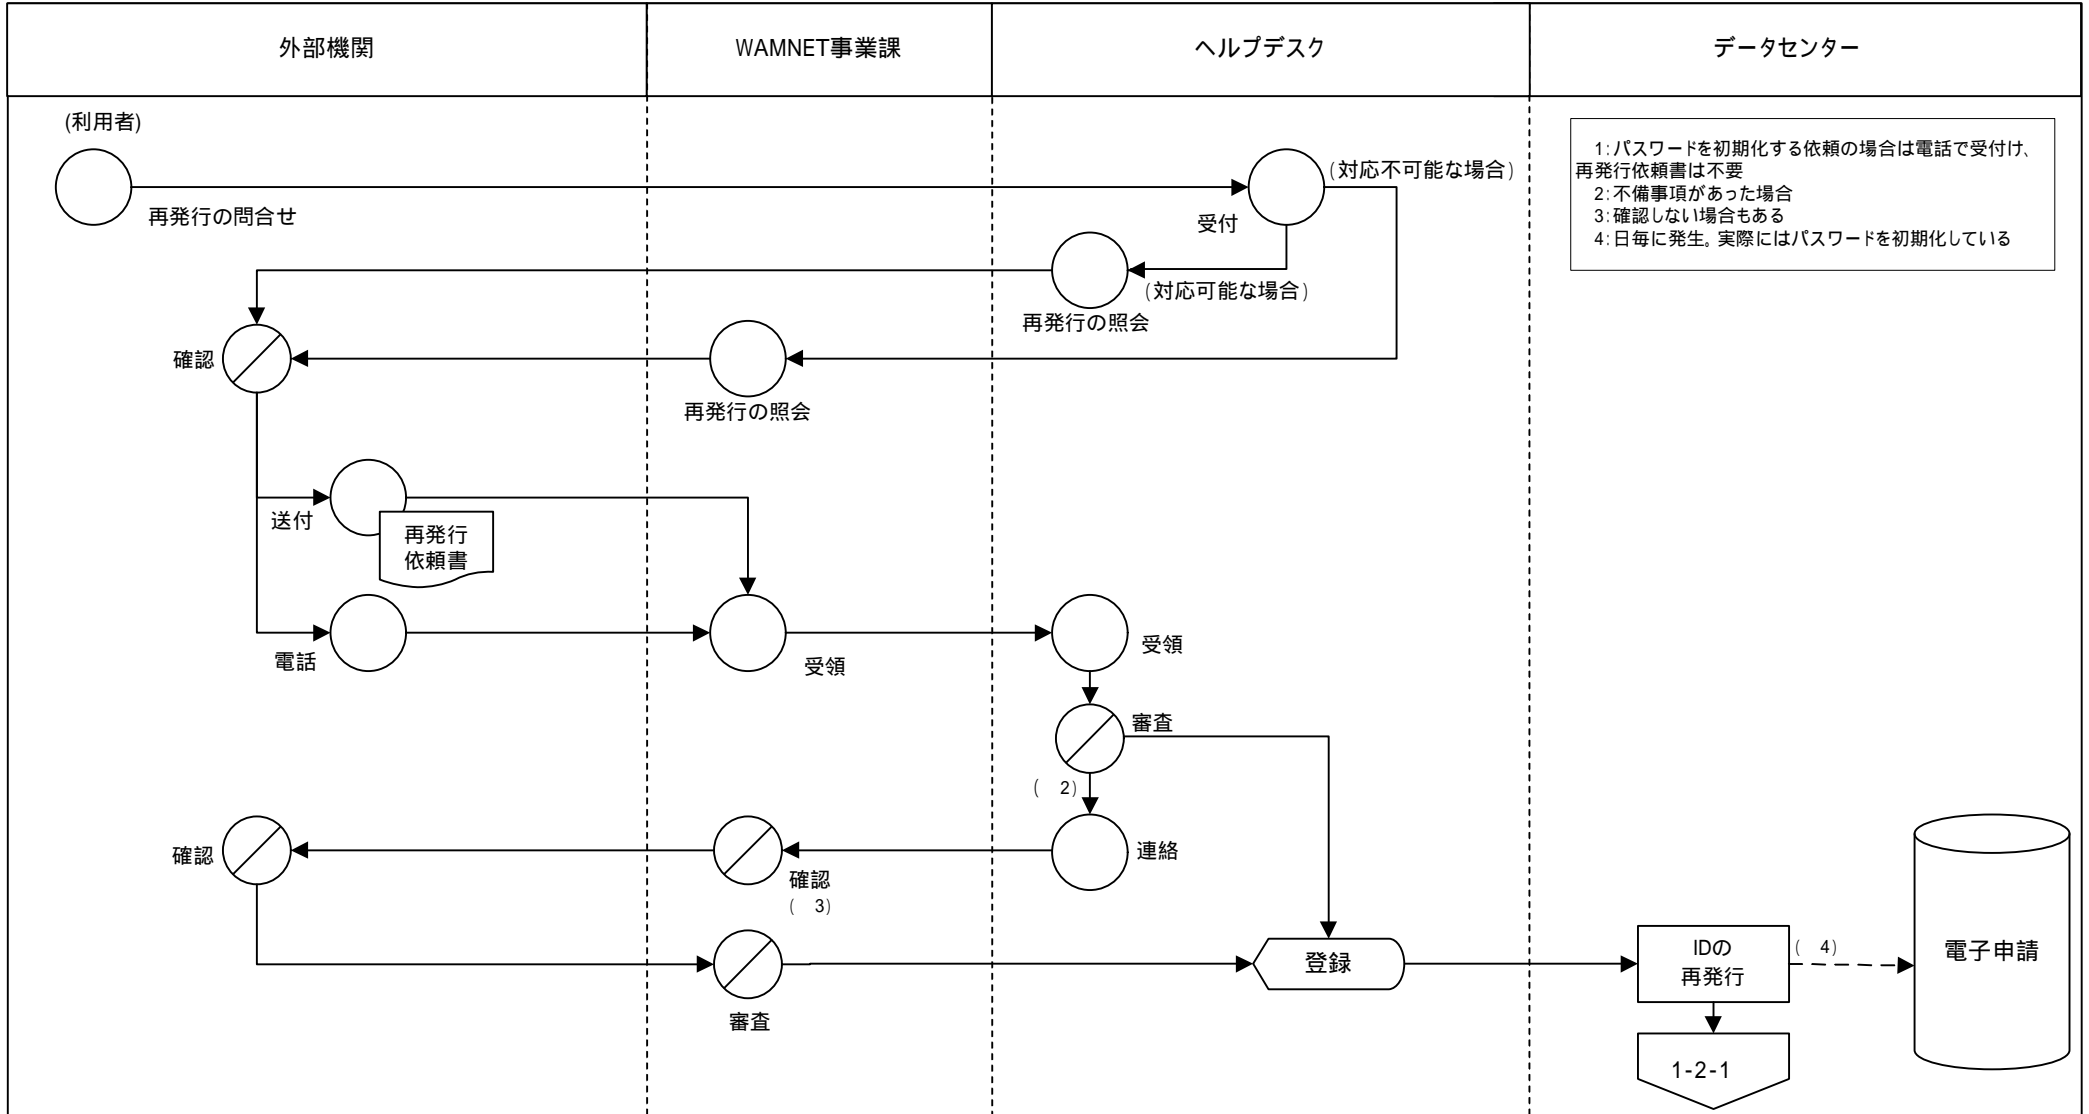 外部機関
WAMNET事業課
ヘルプデスク
データセンター
(利用者)
再発行の問合せ
(対応不可能な場合)
受付
1:パスワードを初期化する依頼の場合は電話で受付け、
再発行依頼書は不要
2:不備事項があった場合
3:確認しない場合もある
4:日毎に発生。実際にはパスワードを初期化している
(対応可能な場合)
再発行の照会
確認
再発行の照会
送付
再発行
依頼書
電話
受領
受領
審査
( 2)
確認
確認
( 3)
連絡
審査
登録
IDの
再発行
( 4)
電子申請
1-2-1